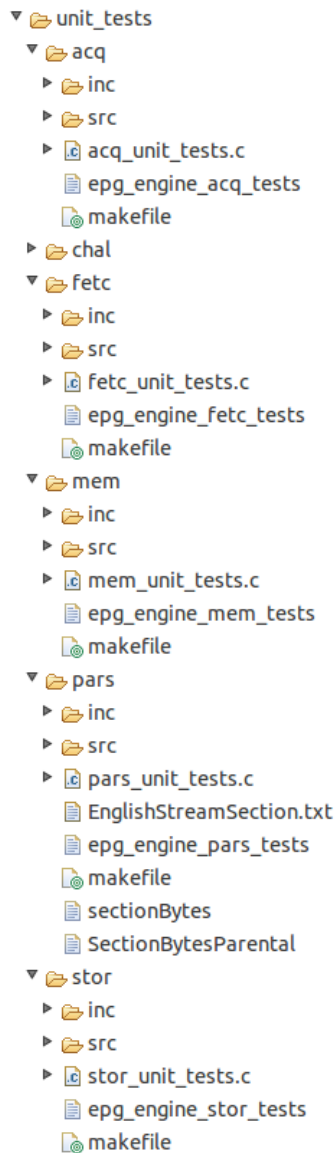 unit_tests
acq
inc
src
acq_unit_tests.c
epg_engine_acq_tests
makefile
chal
fetc
inc
src
fetc_unit_tests.c
epg_engine_fetc_tests
makefile
mem
inc
src
mem_unit_tests.c
epg_engine_mem_tests
makefile
pars
inc
src
pars_unit_tests.c
EnglishStreamSection.txt
epg_engine_pars_tests
makefile
sectionBytes
SectionBytesParental
stor
inc
src
stor_unit_tests.c
epg_engine_stor_tests
makefile